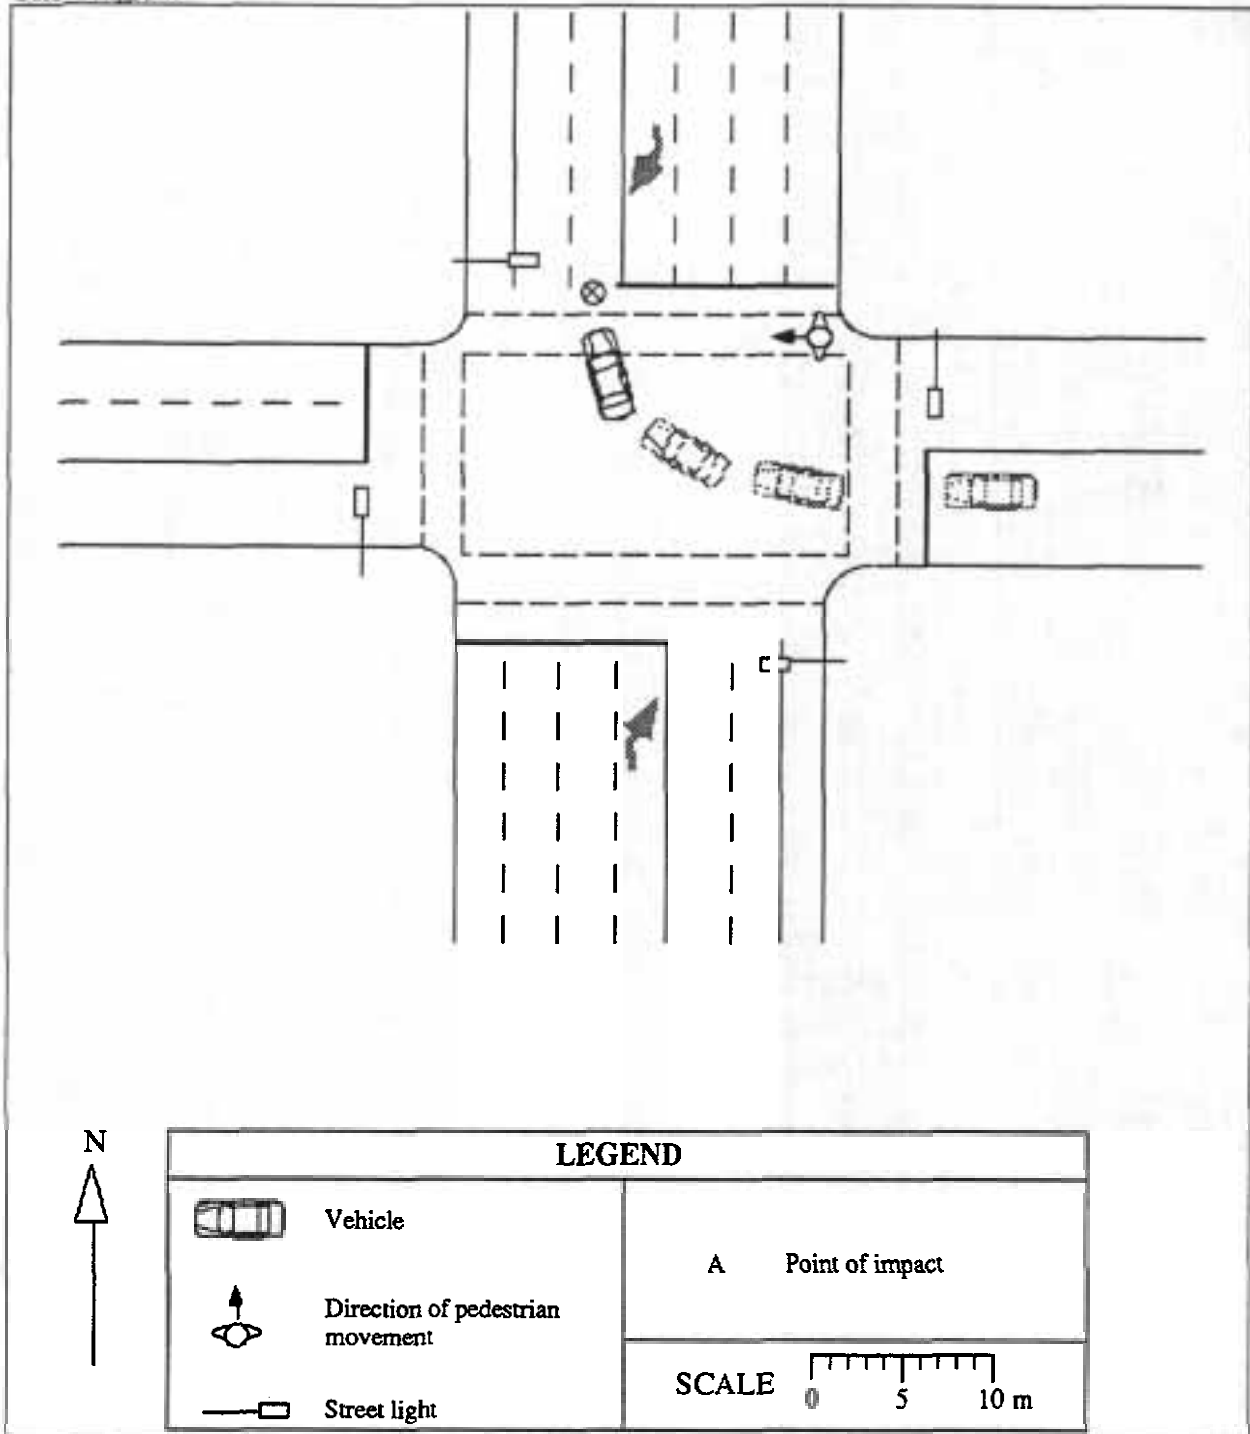 N
LEGEND
Vehicle
Direction of pedestrian
movement
Street light
A Point of impact
SCALE
0 5 10 m